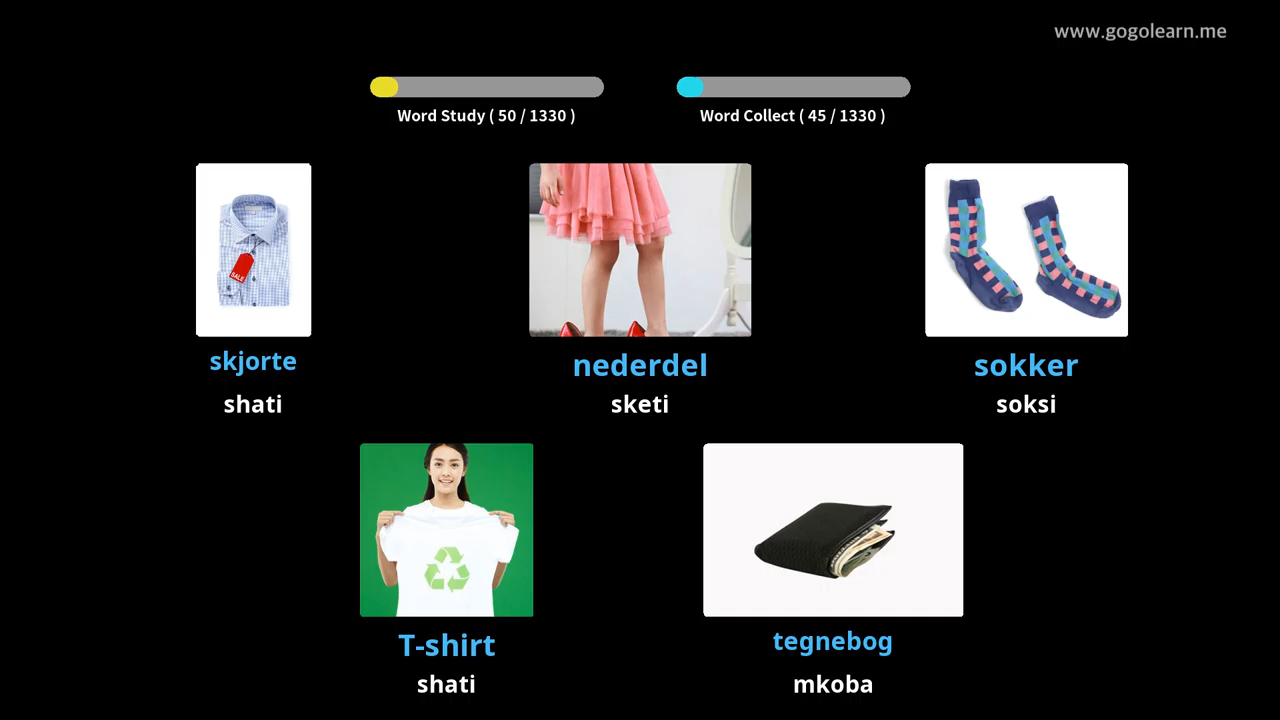 www.gogolearn.me
Word Study ( 50 / 1330 )
Word Collect ( 45 / 1330 )
SALE
skjorte
nederdel
sokker
shati
sketi
soksi
T-shirt
tegnebog
shati
mkoba